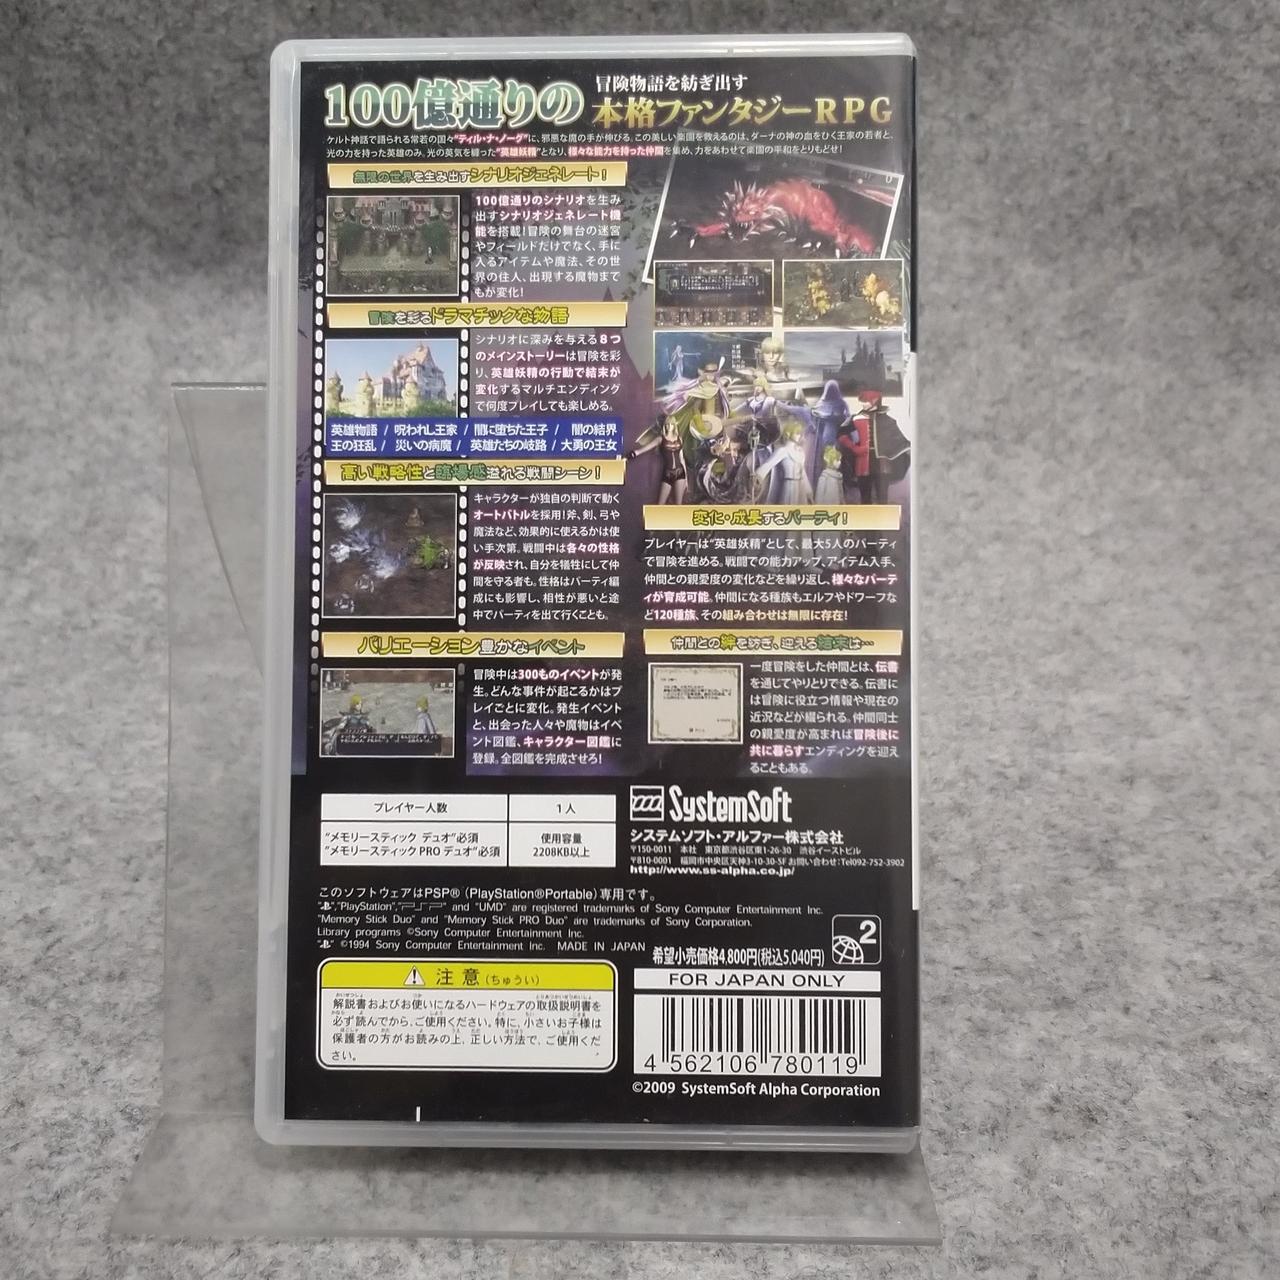 100億通りの
冒険物語を紡ぎ出す
本格ファンタジーRPG
ケルト神話で語られる常若の国々"ティル・ナ・ノーグ"に、邪悪な魔の手が伸びる。この美しい楽園を救えるのは、ダーナの神の血をひく王家の若者と、
光の力を持った英雄のみ。光の英気を纏った"英雄妖精"となり、様々な能力を持った仲間を集め、力をあわせて楽園の平和をとりもどせ!
無限の世界を生み出すシナリオジェネレート!
100億通りのシナリオを生み
出すシナリオジェネレート機
能を搭載!冒険の舞台の迷宮
やフィールドだけでなく、手に
入るアイテムや魔法、その世
界の住人、出現する魔物まで
もが変化!
冒険を彩るドラマチックな物語
シナリオに深みを与える8つ
のメインストーリーは冒険を彩
り、英雄妖精の行動で結末が
変化するマルチエンディング
で何度プレイしても楽しめる。
英雄物語 / 呪われし王家 / 闇に堕ちた王子 / 闇の結界
王の狂乱 / 災いの病魔 / 英雄たちの岐路 / 大勇の王女
高い戦略性と臨場感溢れる戦闘シーン!
キャラクターが独自の判断で動く
オートバトルを採用!斧、剣、弓や
魔法など、効果的に使えるかは使
い手次第。戦闘中は各々の性格
が反映され、自分を犠牲にして仲
間を守る者も。性格はパーティ編
成にも影響し、相性が悪いと途
中でパーティを出て行くことも。
バリエーション豊かなイベント
冒険中は300ものイベントが発
生。どんな事件が起こるかはプ
レイごとに変化。発生イベント
と、出会った人々や魔物はイベ
ント図鑑、キャラクター図鑑に
登録。全図鑑を完成させろ!
変化・成長するパーティ!
プレイヤーは"英雄妖精"として、最大5人のパーティ
で冒険を進める。戦闘での能力アップ、アイテム入手、
仲間との親愛度の変化などを繰り返し、様々なパーテ
ィが育成可能。仲間になる種族もエルフやドワーフな
ど120種族、その組み合わせは無限に存在!
仲間との絆を紡ぎ、迎える結末は…
一度冒険をした仲間とは、伝書
を通じてやりとりできる。伝書に
は冒険に役立つ情報や現在の
近況などが綴られる。仲間同士
の親愛度が高まれば冒険後に
共に暮らすエンディングを迎え
ることもある。
プレイヤー人数 1人
"メモリースティック デュオ"必須
"メモリースティック PRO デュオ"必須
使用容量
2208KB以上
SystemSoft
システムソフト・アルファー株式会社
〒150-0011 本社 東京都渋谷区東1-26-30 渋谷イーストビル
〒810-0001 福岡市中央区天神3-10-30-5F お問い合わせ:Tel092-752-3902
http://www.ss-alpha.co.jp/
このソフトウェアはPSP®(PlayStation®Portable)専用です。
"PlayStation","PSP" and "UMD" are registered trademarks of Sony Computer Entertainment Inc.
"Memory Stick Duo" and "Memory Stick PRO Duo" are trademarks of Sony Corporation.
Library programs ©Sony Computer Entertainment Inc.
©1994 Sony Computer Entertainment Inc. MADE IN JAPAN
希望小売価格4,800円(税込5,040円)
2
注意(ちゅうい)
解説書およびお使いになるハードウェアの取扱説明書を
必ず読んでから、ご使用ください。特に、小さいお子様は
保護者の方がお読みの上、正しい方法で、ご使用くだ
さい。
FOR JAPAN ONLY
4 562106 780119
©2009 SystemSoft Alpha Corporation